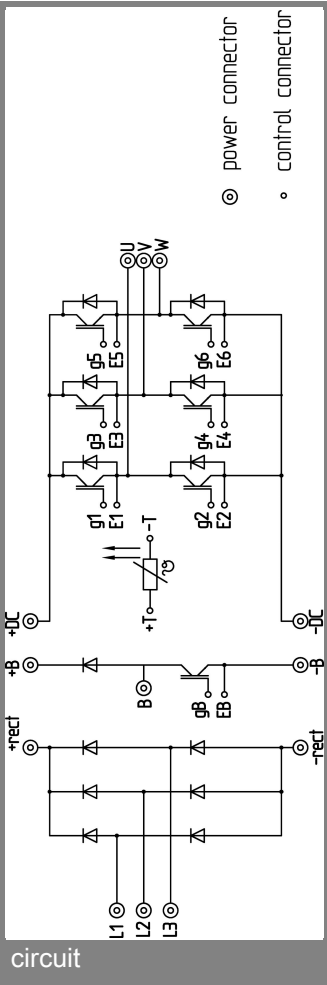 power connector
control connector
U
V
W
g5
E5
g6
E6
g3
E3
g4
E4
g1
E1
g2
E2
-T
ϑ
+T
+DC
-DC
+B
-B
B
gB
EB
+rect
-rect
L1
L2
L3
circuit